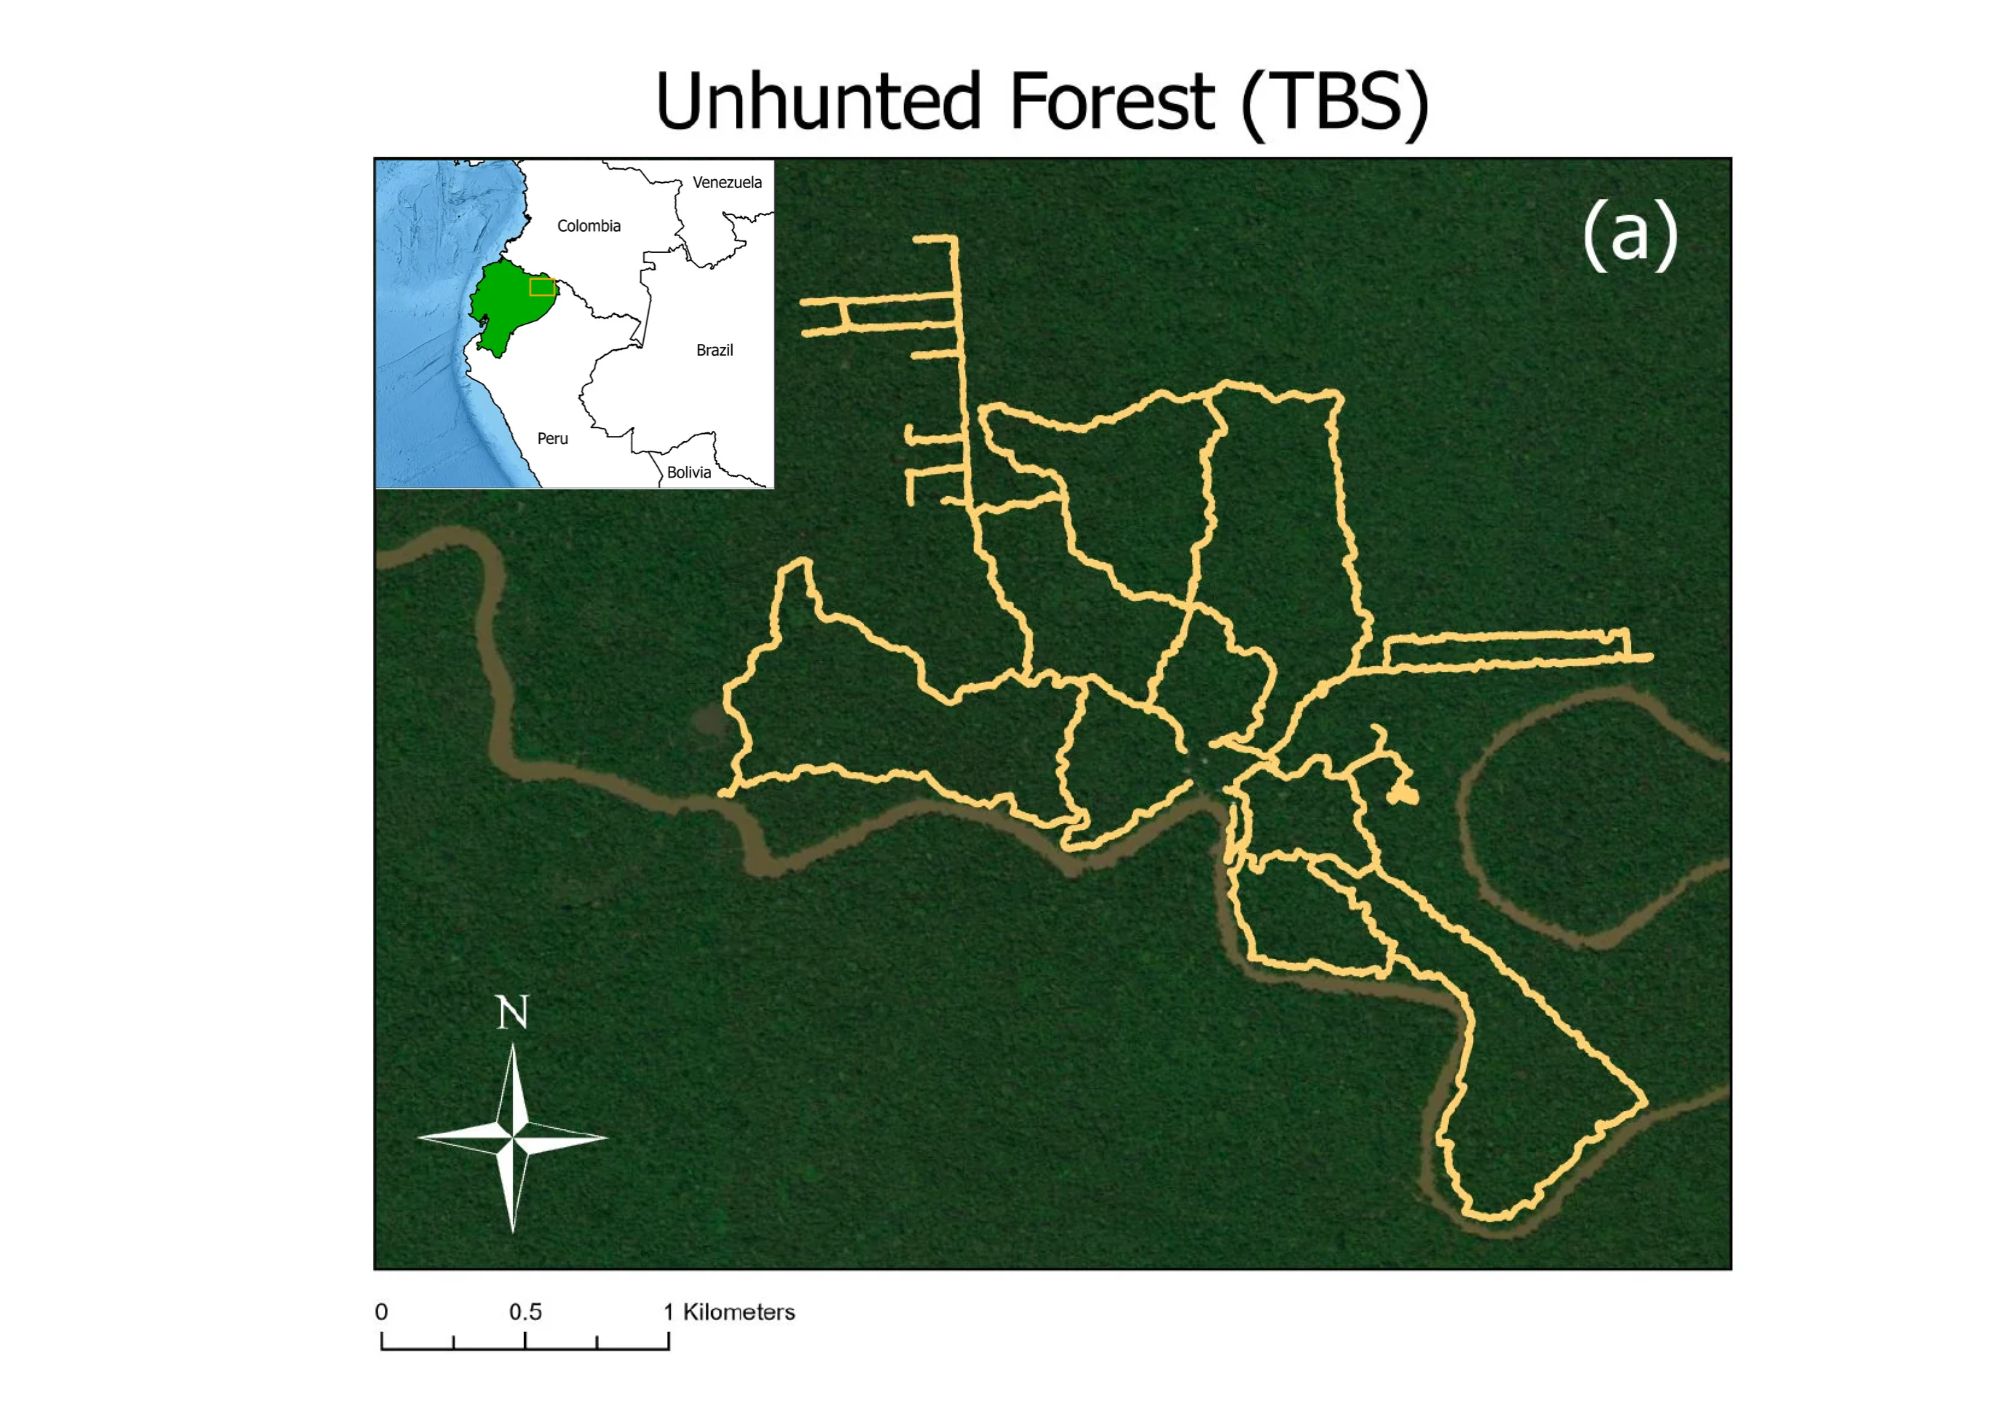 Unhunted Forest (TBS)
(a)
Venezuela
Colombia
Brazil
Peru
Bolivia
N
0 0.5 1 Kilometers